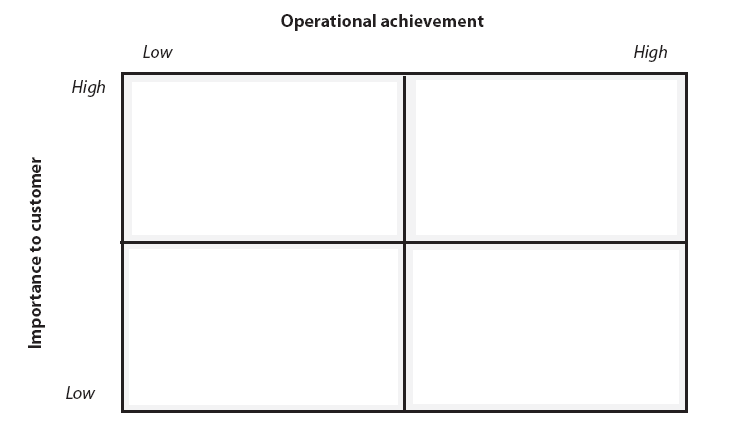 Operational achievement
Low
High
High
Importance to customer
Low